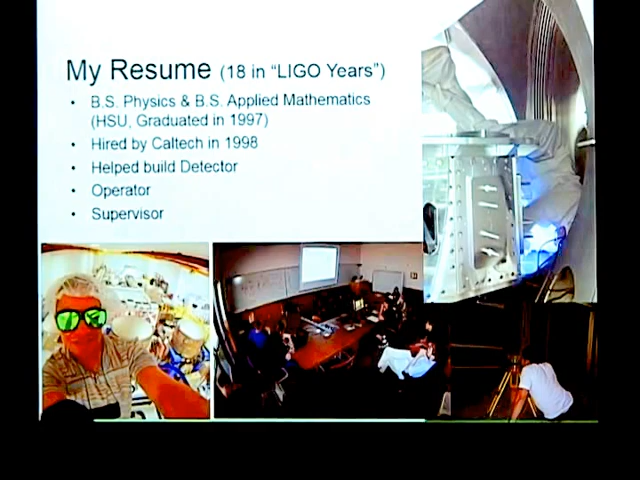 My Resume (18 in "LIGO Years")
• B.S. Physics & B.S. Applied Mathematics
(HSU, Graduated in 1997)
• Hired by Caltech in 1998
• Helped build Detector
• Operator
• Supervisor